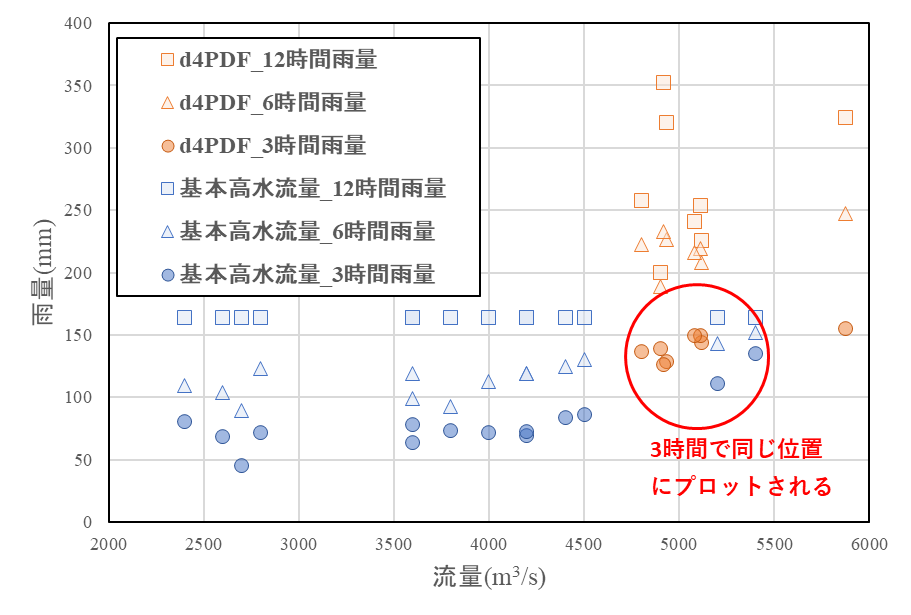 400
350
300
250
200
150
100
50
0
雨量(mm)
d4PDF_12時間雨量
d4PDF_6時間雨量
d4PDF_3時間雨量
基本高水流量_12時間雨量
基本高水流量_6時間雨量
基本高水流量_3時間雨量
3時間で同じ位置
にプロットされる
2000 2500 3000 3500 4000 4500 5000 5500 6000
流量(m³/s)